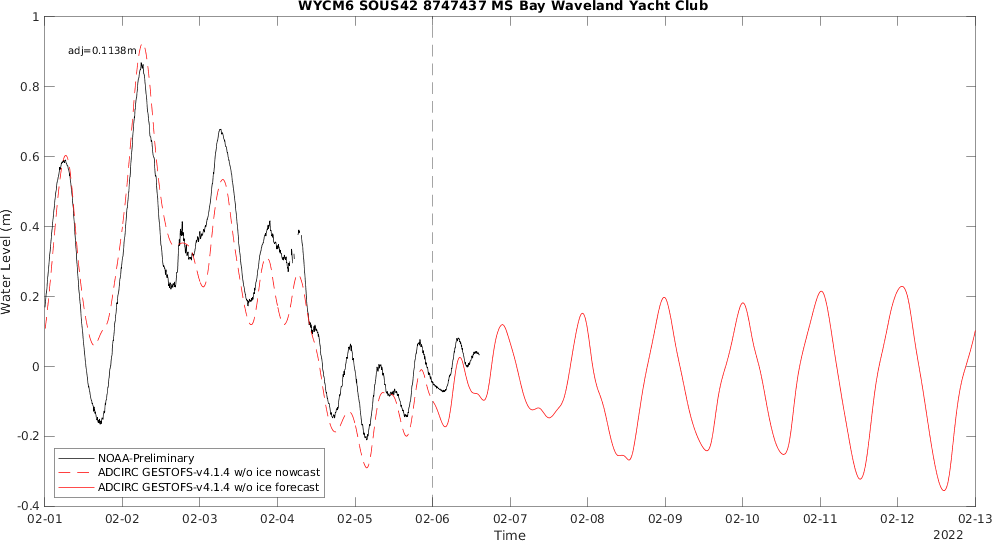 WYCM6 SOUS42 8747437 MS Bay Waveland Yacht Club
adj=0.1138m
Water Level (m)
1
0.8
0.6
0.4
0.2
0
-0.2
-0.4
NOAA-Preliminary
ADCIRC GESTOFS-v4.1.4 w/o ice nowcast
ADCIRC GESTOFS-v4.1.4 w/o ice forecast
02-01 02-02 02-03 02-04 02-05 02-06 02-07 02-08 02-09 02-10 02-11 02-12 02-13
Time
2022